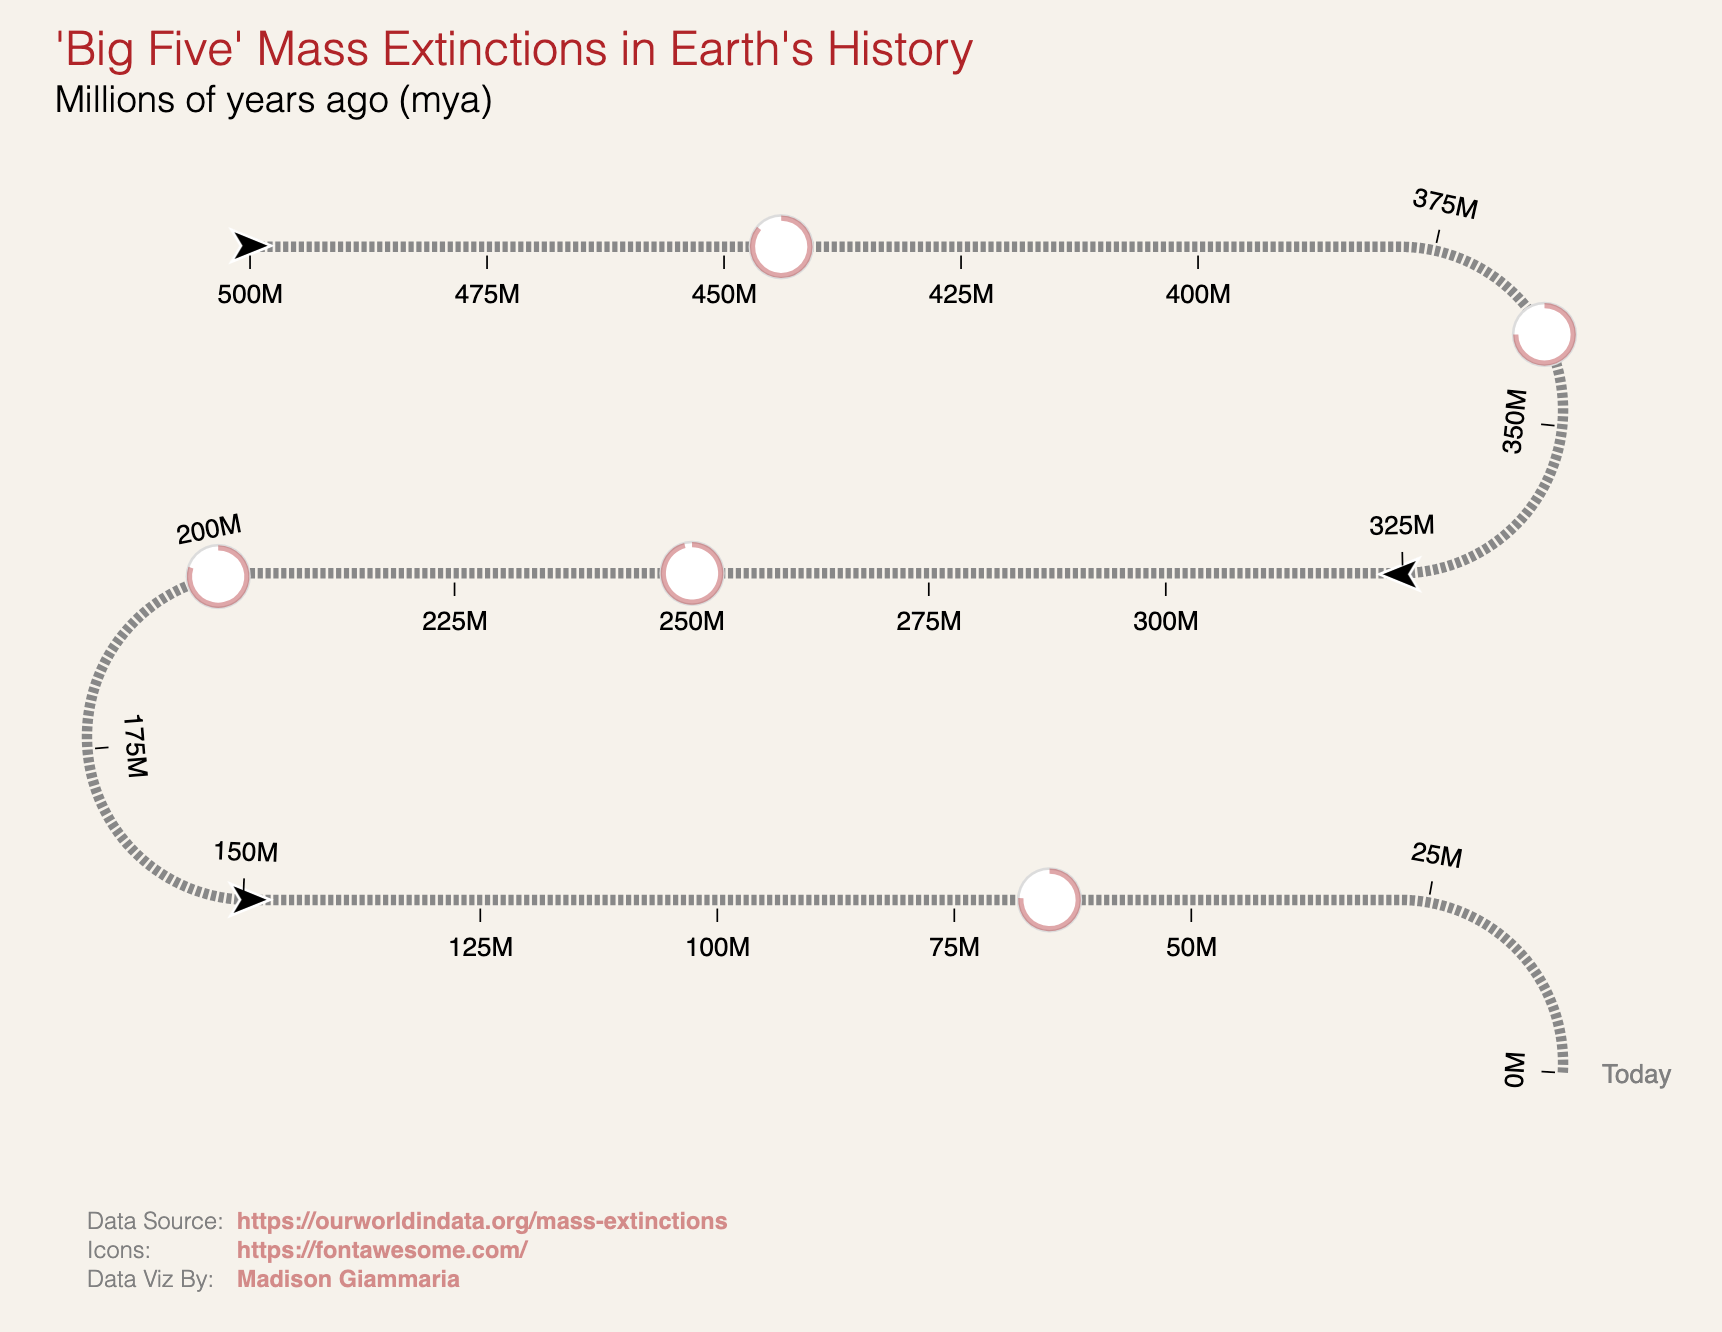 'Big Five' Mass Extinctions in Earth's History
Millions of years ago (mya)
375M
500M
475M
450M
425M
400M
350M
325M
200M
225M
250M
275M
300M
175M
150M
25M
125M
100M
75M
50M
0M
Today
Data Source: https://ourworldindata.org/mass-extinctions
Icons: https://fontawesome.com/
Data Viz By: Madison Giammaria